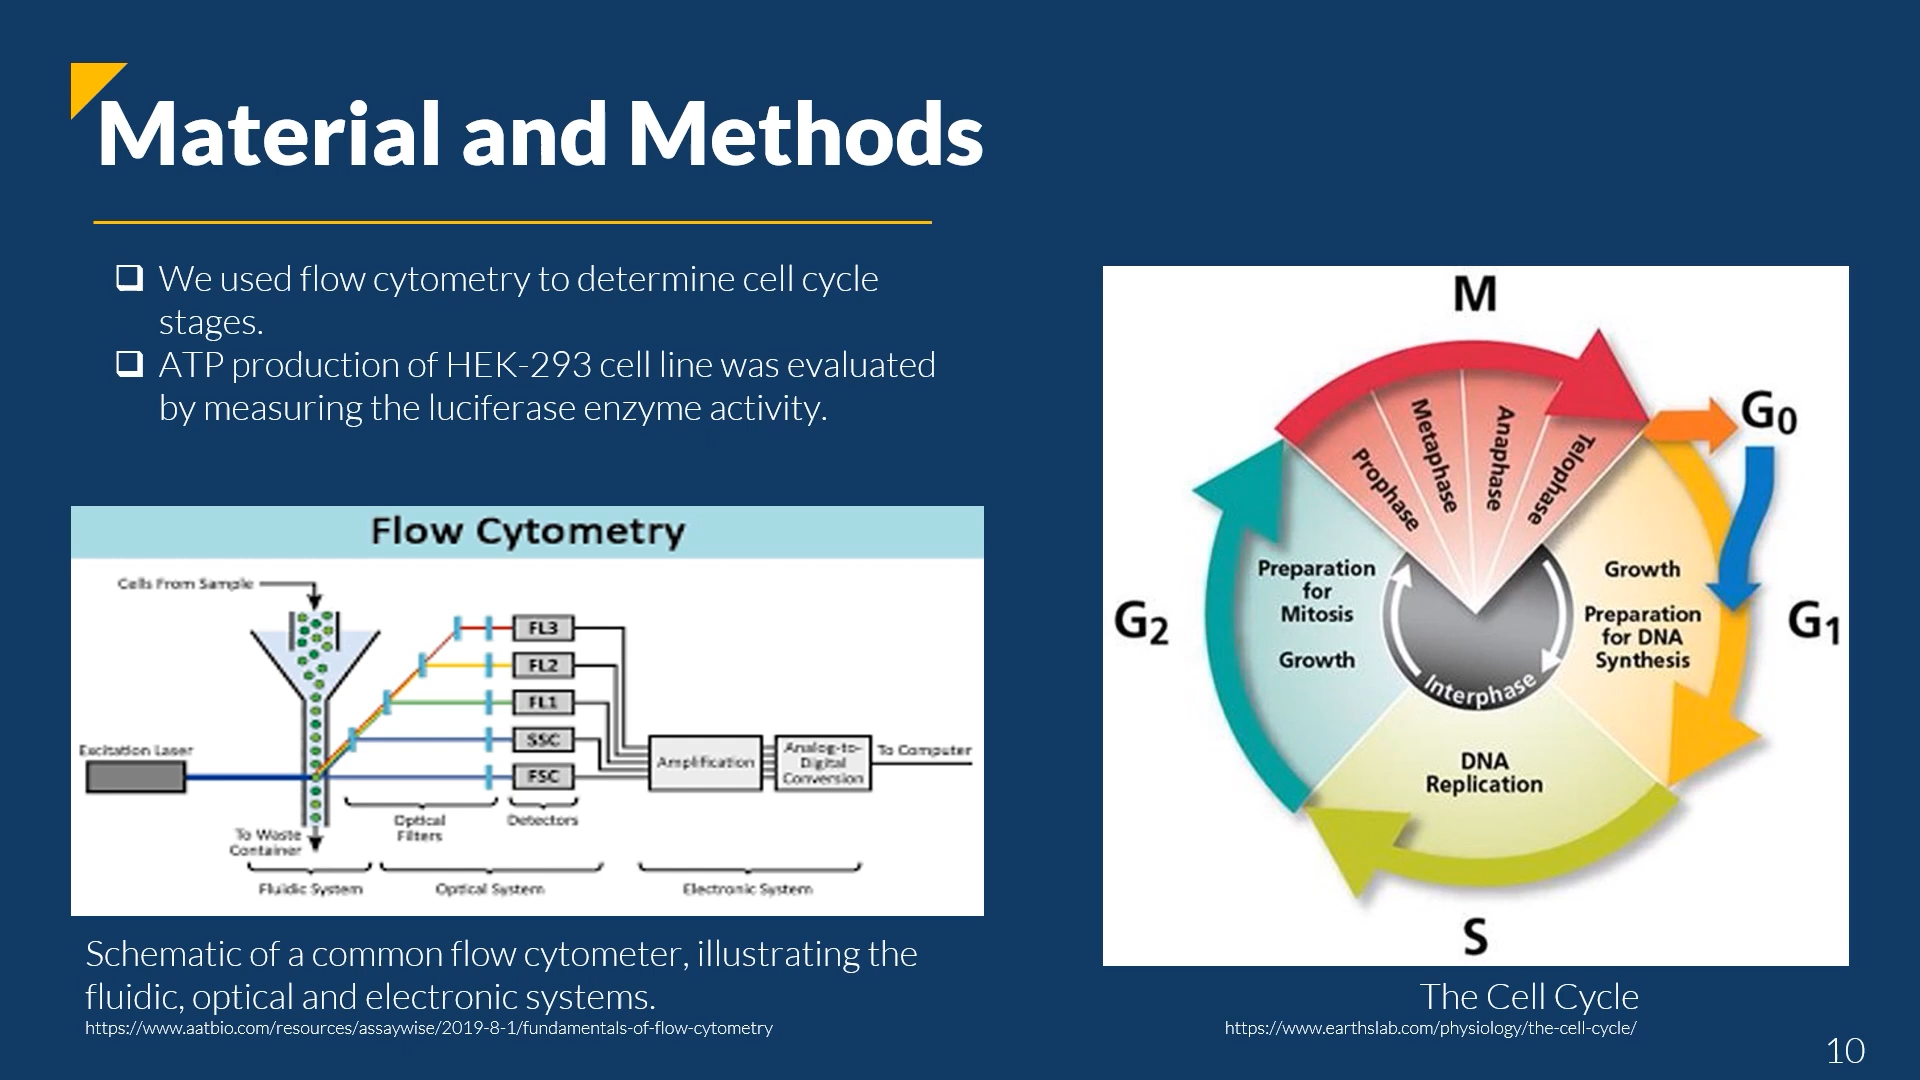 Material and Methods
We used flow cytometry to determine cell cycle
stages.
ATP production of HEK-293 cell line was evaluated
by measuring the luciferase enzyme activity.
Flow Cytometry
Cells From Sample
FL3
FL2
FL1
SSC
FSC
Excitation Laser
Amplification
Analog-to-
Digital
Conversion
To Computer
Optical
Filters
Detectors
To Waste
Container
Fluidic System
Optical System
Electronic System
Schematic of a common flow cytometer, illustrating the
fluidic, optical and electronic systems.
https://www.aatbio.com/resources/assaywise/2019-8-1/fundamentals-of-flow-cytometry
M
G0
G1
S
G2
Prophase
Metaphase
Anaphase
Telophase
Growth
Preparation
for DNA
Synthesis
DNA
Replication
Preparation
for
Mitosis
Growth
Interphase
The Cell Cycle
https://www.earthslab.com/physiology/the-cell-cycle/
10